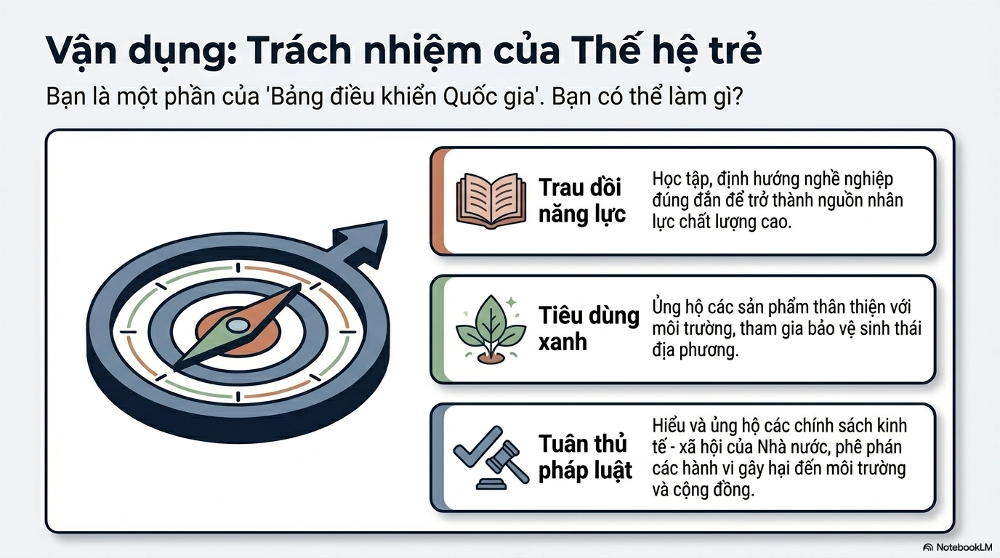 Vận dụng: Trách nhiệm của Thế hệ trẻ
Bạn là một phần của 'Bảng điều khiển Quốc gia'. Bạn có thể làm gì?
Trau dồi
năng lực
Học tập, định hướng nghề nghiệp
đúng đắn để trở thành nguồn nhân
lực chất lượng cao.
Tiêu dùng
xanh
Ủng hộ các sản phẩm thân thiện với
môi trường, tham gia bảo vệ sinh thái
địa phương.
Tuân thủ
pháp luật
Hiểu và ủng hộ các chính sách kinh
tế - xã hội của Nhà nước, phê phán
các hành vi gây hại đến môi trường
và cộng đồng.
NotebookLM